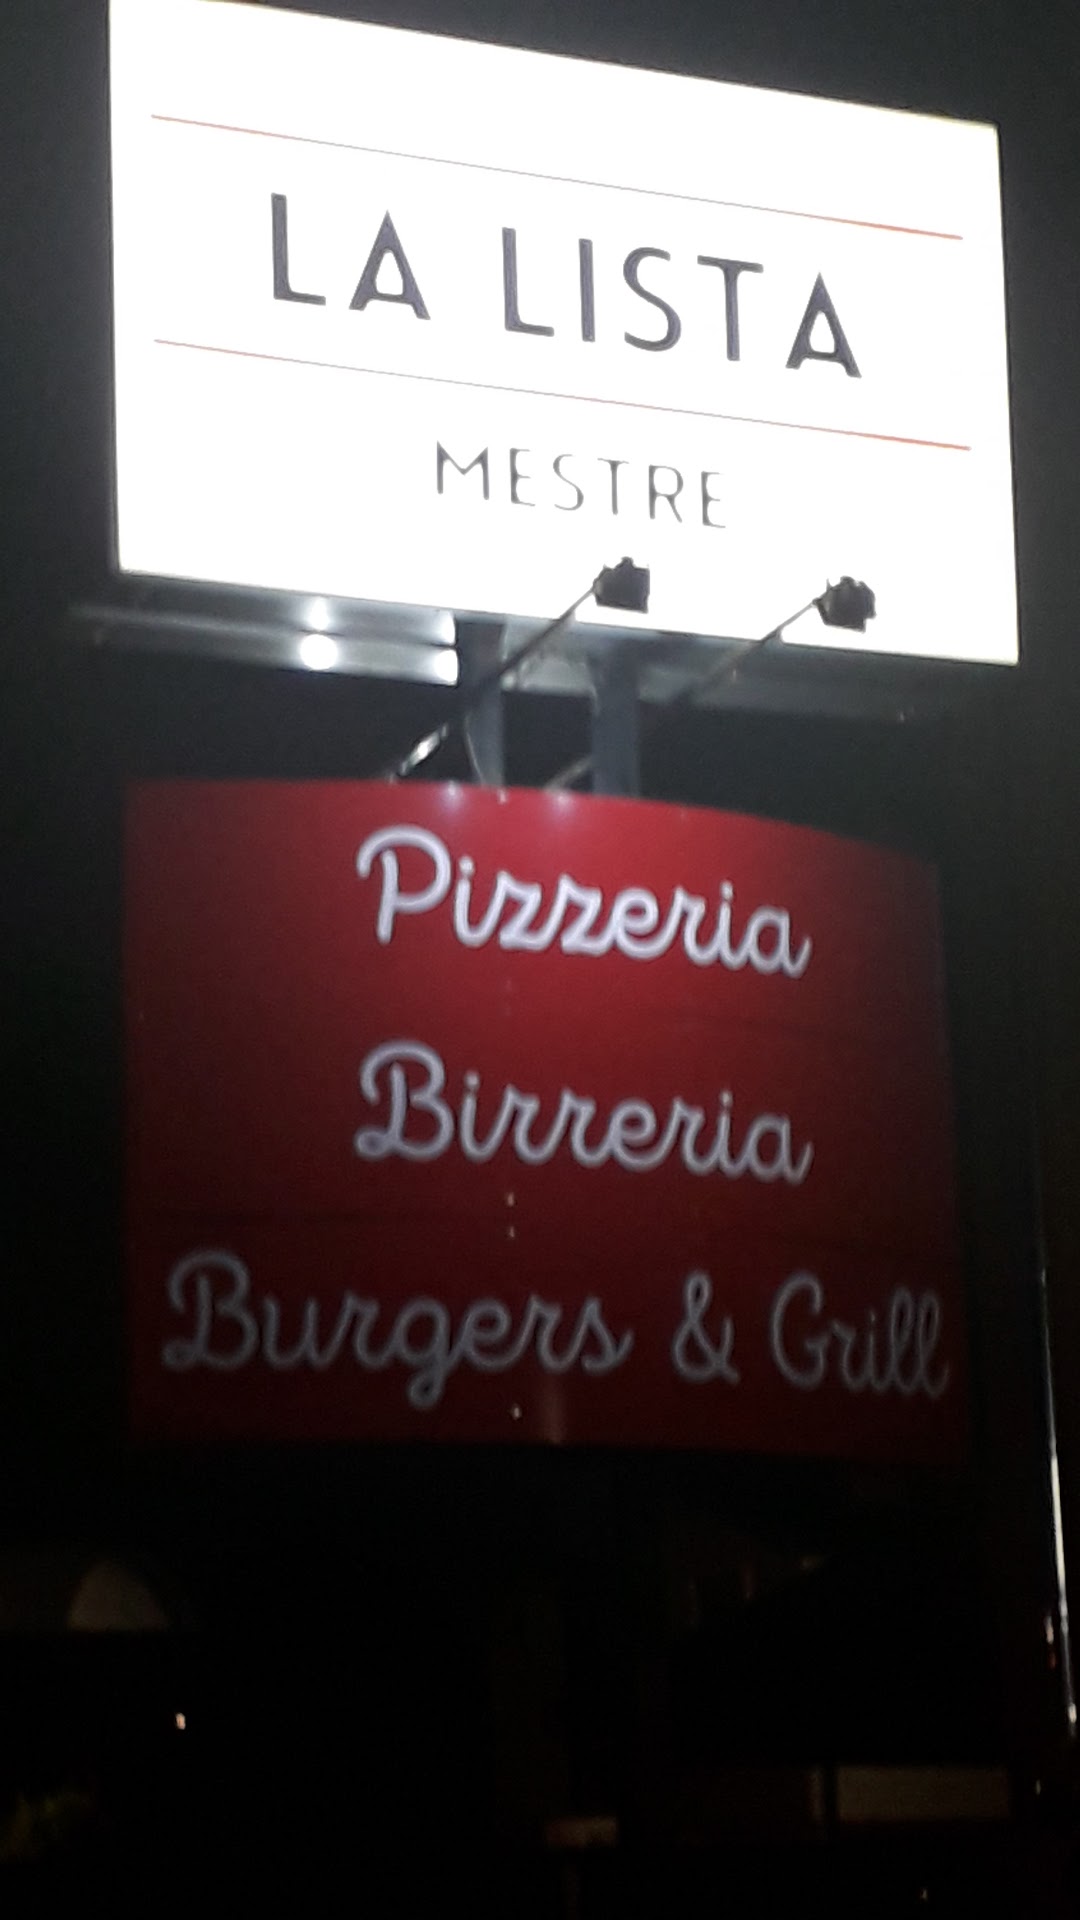 LA LISTA
MESTRE
Pizzeria
Birreria
Burgers & Grill